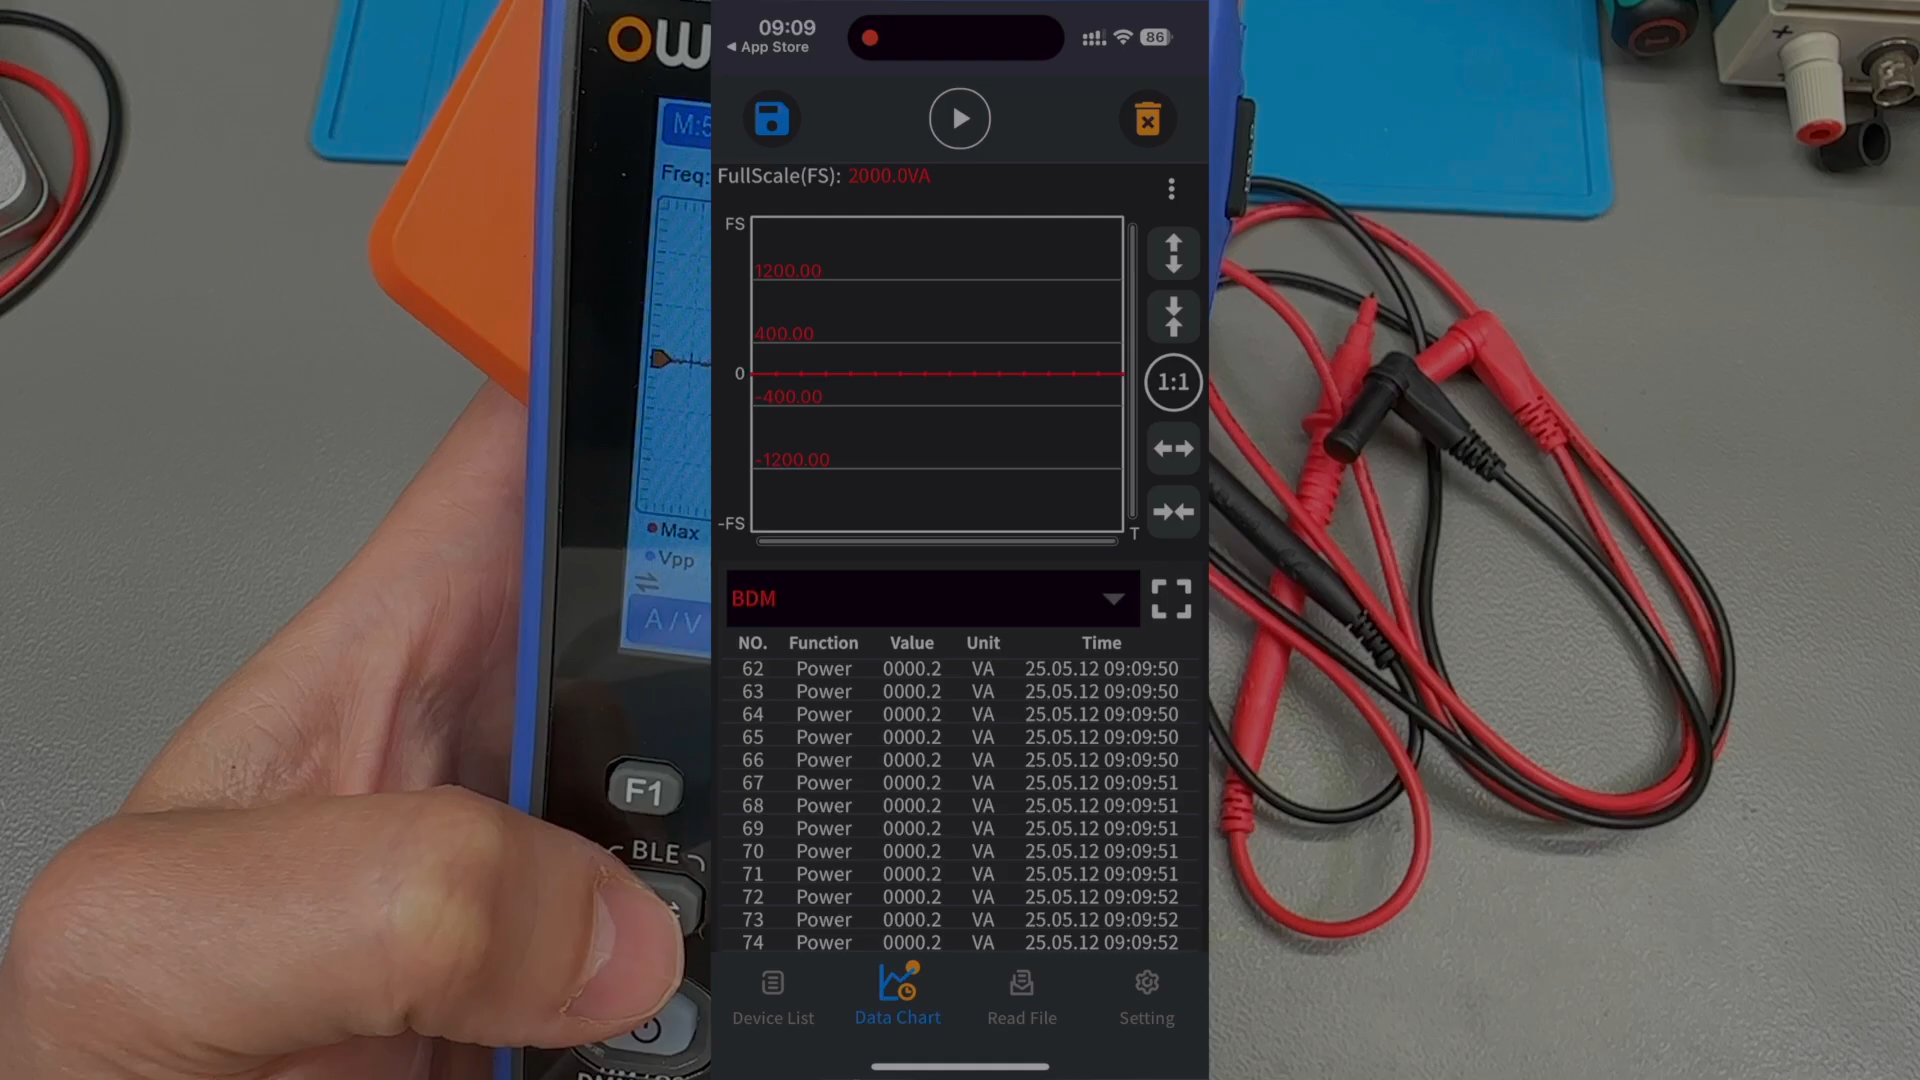 OW
M:5
Freq:
Max
Vpp
A/V
F1
BLE
09:09
App Store
86
FullScale(FS): 2000.0VA
FS
1200.00
400.00
0
-400.00
-1200.00
-FS
T
1:1
BDM
NO. Function Value Unit Time
62 Power 0000.2 VA 25.05.12 09:09:50
63 Power 0000.2 VA 25.05.12 09:09:50
64 Power 0000.2 VA 25.05.12 09:09:50
65 Power 0000.2 VA 25.05.12 09:09:50
66 Power 0000.2 VA 25.05.12 09:09:50
67 Power 0000.2 VA 25.05.12 09:09:51
68 Power 0000.2 VA 25.05.12 09:09:51
69 Power 0000.2 VA 25.05.12 09:09:51
70 Power 0000.2 VA 25.05.12 09:09:51
71 Power 0000.2 VA 25.05.12 09:09:51
72 Power 0000.2 VA 25.05.12 09:09:52
73 Power 0000.2 VA 25.05.12 09:09:52
74 Power 0000.2 VA 25.05.12 09:09:52
Device List
Data Chart
Read File
Setting